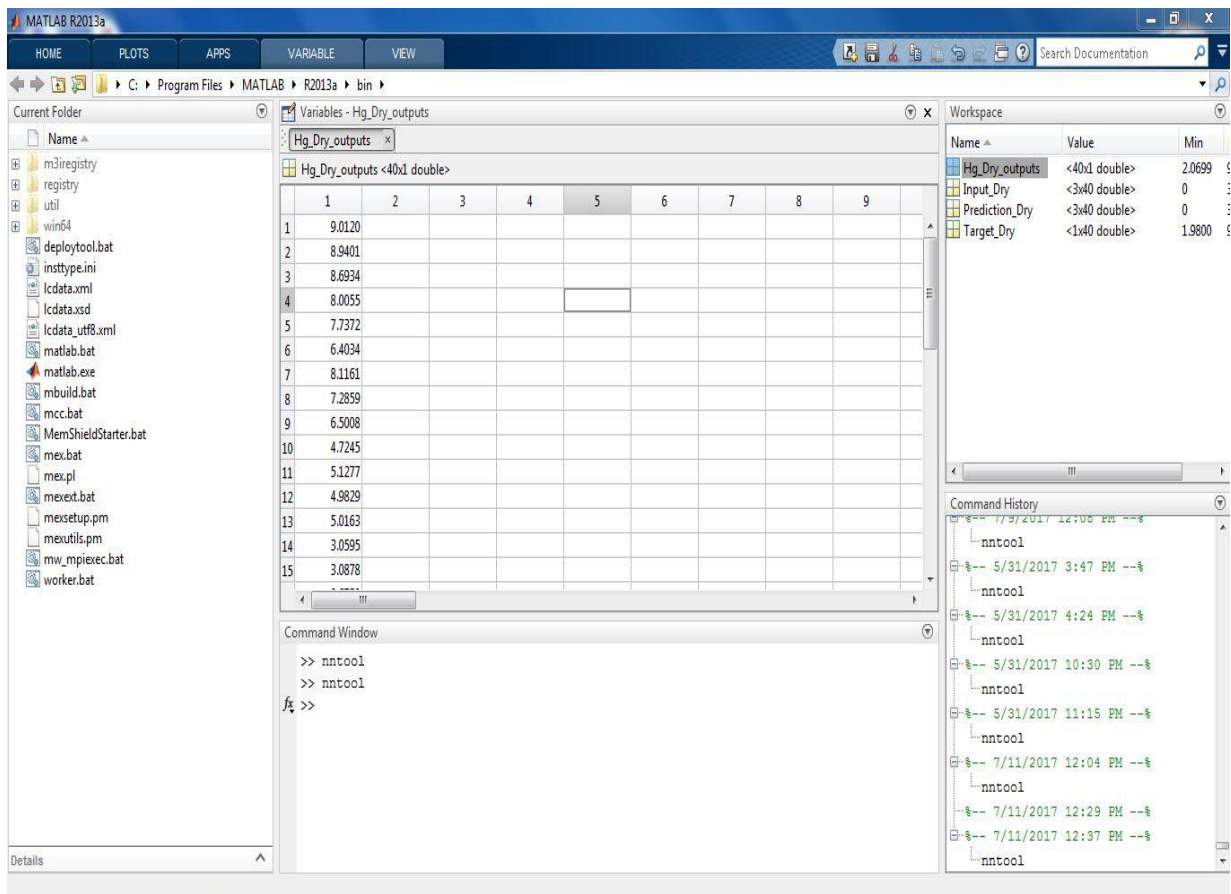 MATLAB R2013a
HOME PLOTS APPS VARIABLE VIEW Search Documentation
C: Program Files MATLAB R2013a bin
Current Folder
Name
m3iregistry
registry
util
win64
deploytool.bat
insttype.ini
lcdata.xml
lcdata.xsd
lcdata_utf8.xml
matlab.bat
matlab.exe
mbuild.bat
mcc.bat
MemShieldStarter.bat
mex.bat
mex.pl
mexext.bat
mexsetup.pm
mexutils.pm
mw_mpiexec.bat
worker.bat
Details
Variables - Hg_Dry_outputs
Hg_Dry_outputs
Hg_Dry_outputs <40x1 double>
1 2 3 4 5 6 7 8 9
1 9.0120
2 8.9401
3 8.6934
4 8.0055
5 7.7372
6 6.4034
7 8.1161
8 7.2859
9 6.5008
10 4.7245
11 5.1277
12 4.9829
13 5.0163
14 3.0595
15 3.0878
Command Window
>> nntool
>> nntool
fx >>
Workspace
Name Value Min
Hg_Dry_outputs <40x1 double> 2.0699
Input_Dry <3x40 double> 0
Prediction_Dry <3x40 double> 0
Target_Dry <1x40 double> 1.9800
Command History
%-- 7/9/2017 12:08 PM --%
nntool
%-- 5/31/2017 3:47 PM --%
nntool
%-- 5/31/2017 4:24 PM --%
nntool
%-- 5/31/2017 10:30 PM --%
nntool
%-- 5/31/2017 11:15 PM --%
nntool
%-- 7/11/2017 12:04 PM --%
nntool
%-- 7/11/2017 12:29 PM --%
%-- 7/11/2017 12:37 PM --%
nntool